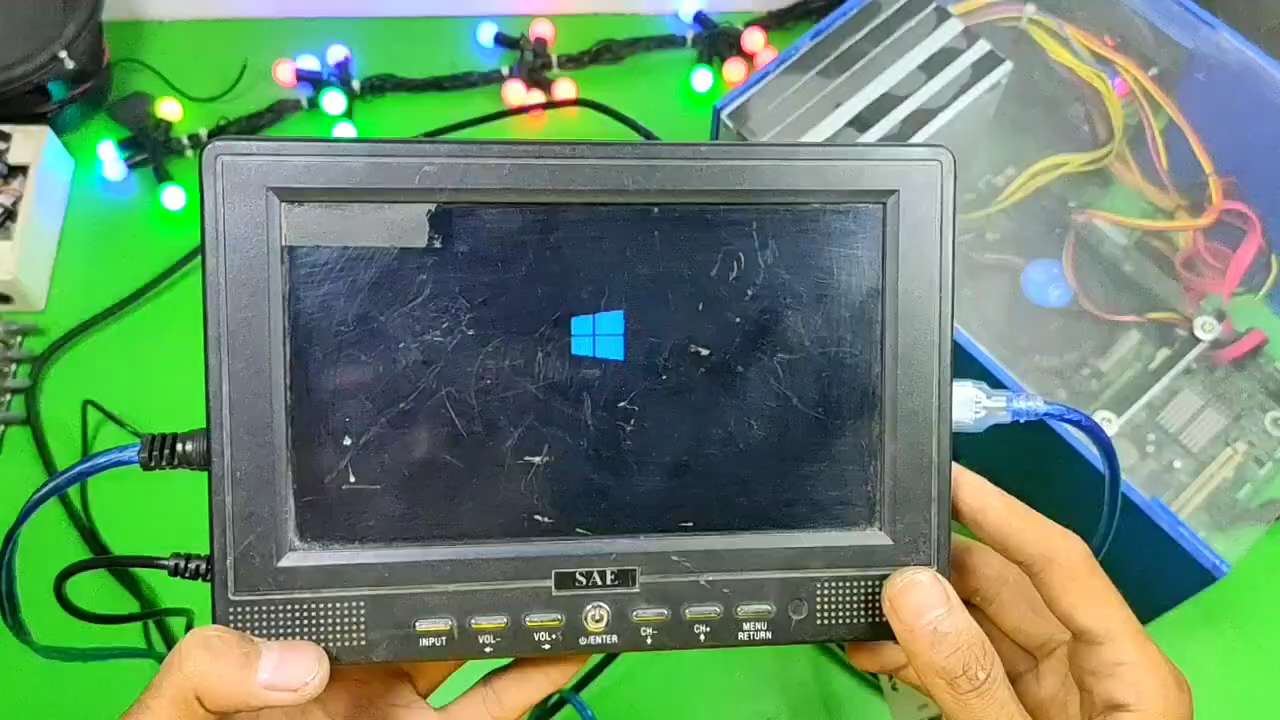 SAE
INPUT
VOL-
VOL+
⏻/ENTER
CH-
CH+
MENU
RETURN